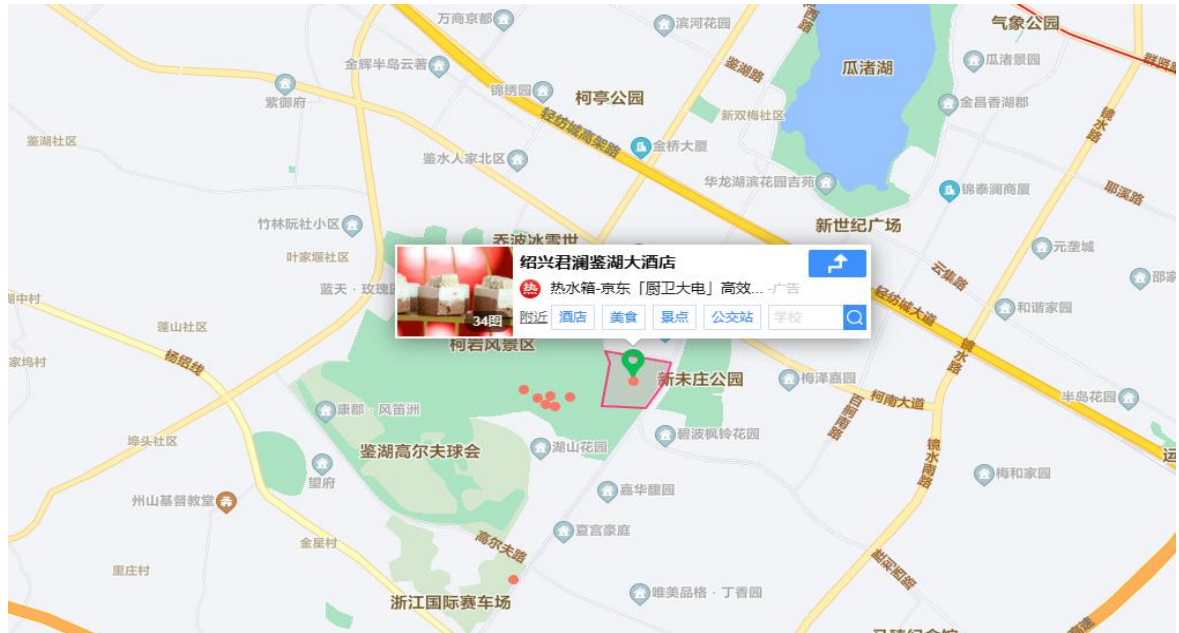 万商京都
滨河花园
气象公园
金辉半岛云著
鉴湖路
瓜渚湖
瓜渚景园
群贤路
紫御府
锦绣园
柯亭公园
新双梅社区
金昌香湖郡
镜水路
轻纺城高架路
金桥大厦
鉴湖社区
鉴水人家北区
华龙湖滨花园吉苑
锦泰澜商厦
耶溪路
竹林阮社小区
新世纪广场
乔波冰雪世
元垄城
叶家堰社区
绍兴君澜鉴湖大酒店
云集路
热 热水箱-京东「厨卫大电」高效... -广告
34图
附近 酒店 美食 景点 公交站 学校
蓝天·玫瑰
轻纺城大道
和谐家园
湖中村
蓬山社区
柯岩风景区
杨绍线
家坞村
镜水路
新未庄公园
梅泽嘉园
半岛花园
康郡·风笛洲
柯南大道
碧波枫铃花园
埠头社区
鉴湖高尔夫球会
湖山花园
镜水南路
望府
梅和家园
州山基督教堂
嘉华馥园
夏宫豪庭
金星村
高尔夫路
里庄村
唯美品格·丁香园
浙江国际赛车场